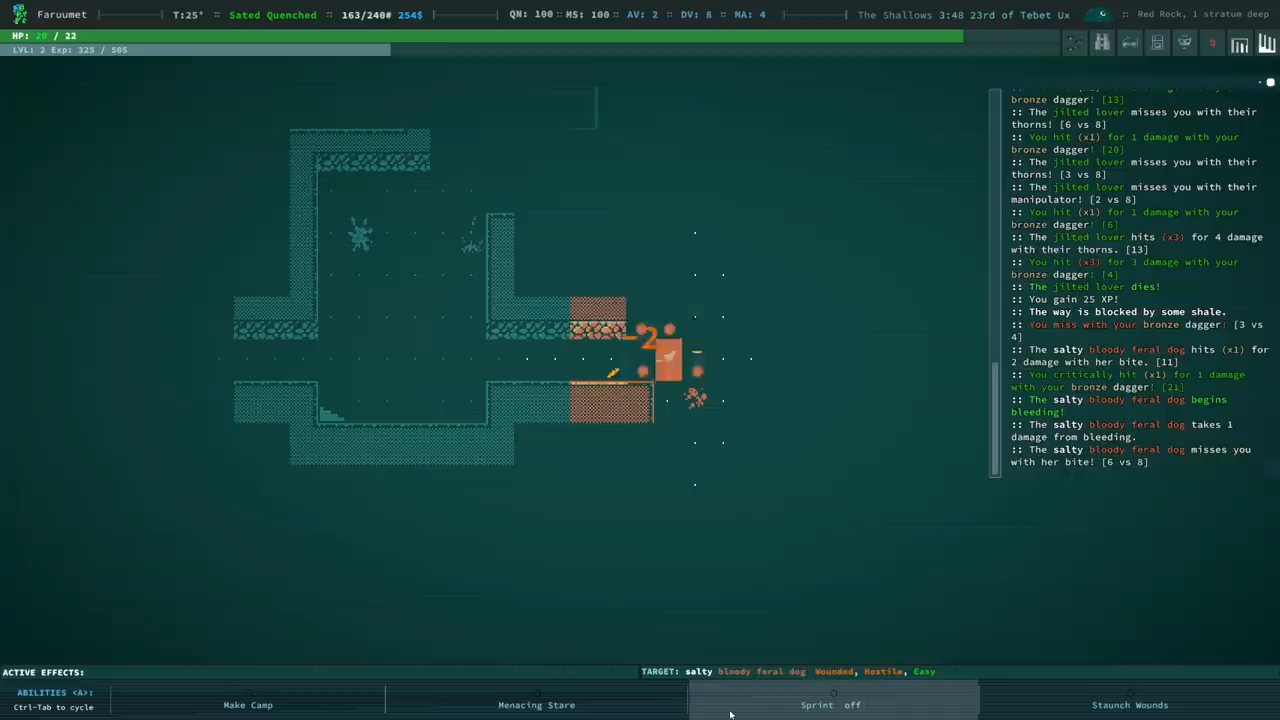 Faruumet T:25° :: Sated Quenched :: 163/240# 254$ QN: 100 :: MS: 100 :: AV: 2 :: DV: 8 :: MA: 4 The Shallows 3:48 23rd of Tebet Ux :: Red Rock, 1 stratum deep
HP: 20 / 22
LVL: 2 Exp: 325 / 505
bronze dagger! [13]
:: The jilted lover misses you with their
thorns! [6 vs 8]
:: You hit (x1) for 1 damage with your
bronze dagger! [20]
:: The jilted lover misses you with their
thorns! [3 vs 8]
:: The jilted lover misses you with their
manipulator! [2 vs 8]
:: You hit (x1) for 1 damage with your
bronze dagger! [6]
:: The jilted lover hits (x3) for 4 damage
with their thorns. [13]
:: You hit (x3) for 3 damage with your
bronze dagger! [4]
:: The jilted lover dies!
:: You gain 25 XP!
:: The way is blocked by some shale.
:: You miss with your bronze dagger! [3 vs
4]
:: The salty bloody feral dog hits (x1) for
2 damage with her bite. [11]
:: You critically hit (x1) for 1 damage
with your bronze dagger! [21]
:: The salty bloody feral dog begins
bleeding!
:: The salty bloody feral dog takes 1
damage from bleeding.
:: The salty bloody feral dog misses you
with her bite! [6 vs 8]
-2
ACTIVE EFFECTS:
TARGET: salty bloody feral dog Wounded, Hostile, Easy
ABILITIES <A>:
Ctrl-Tab to cycle
Make Camp
Menacing Stare
Sprint off
Staunch Wounds